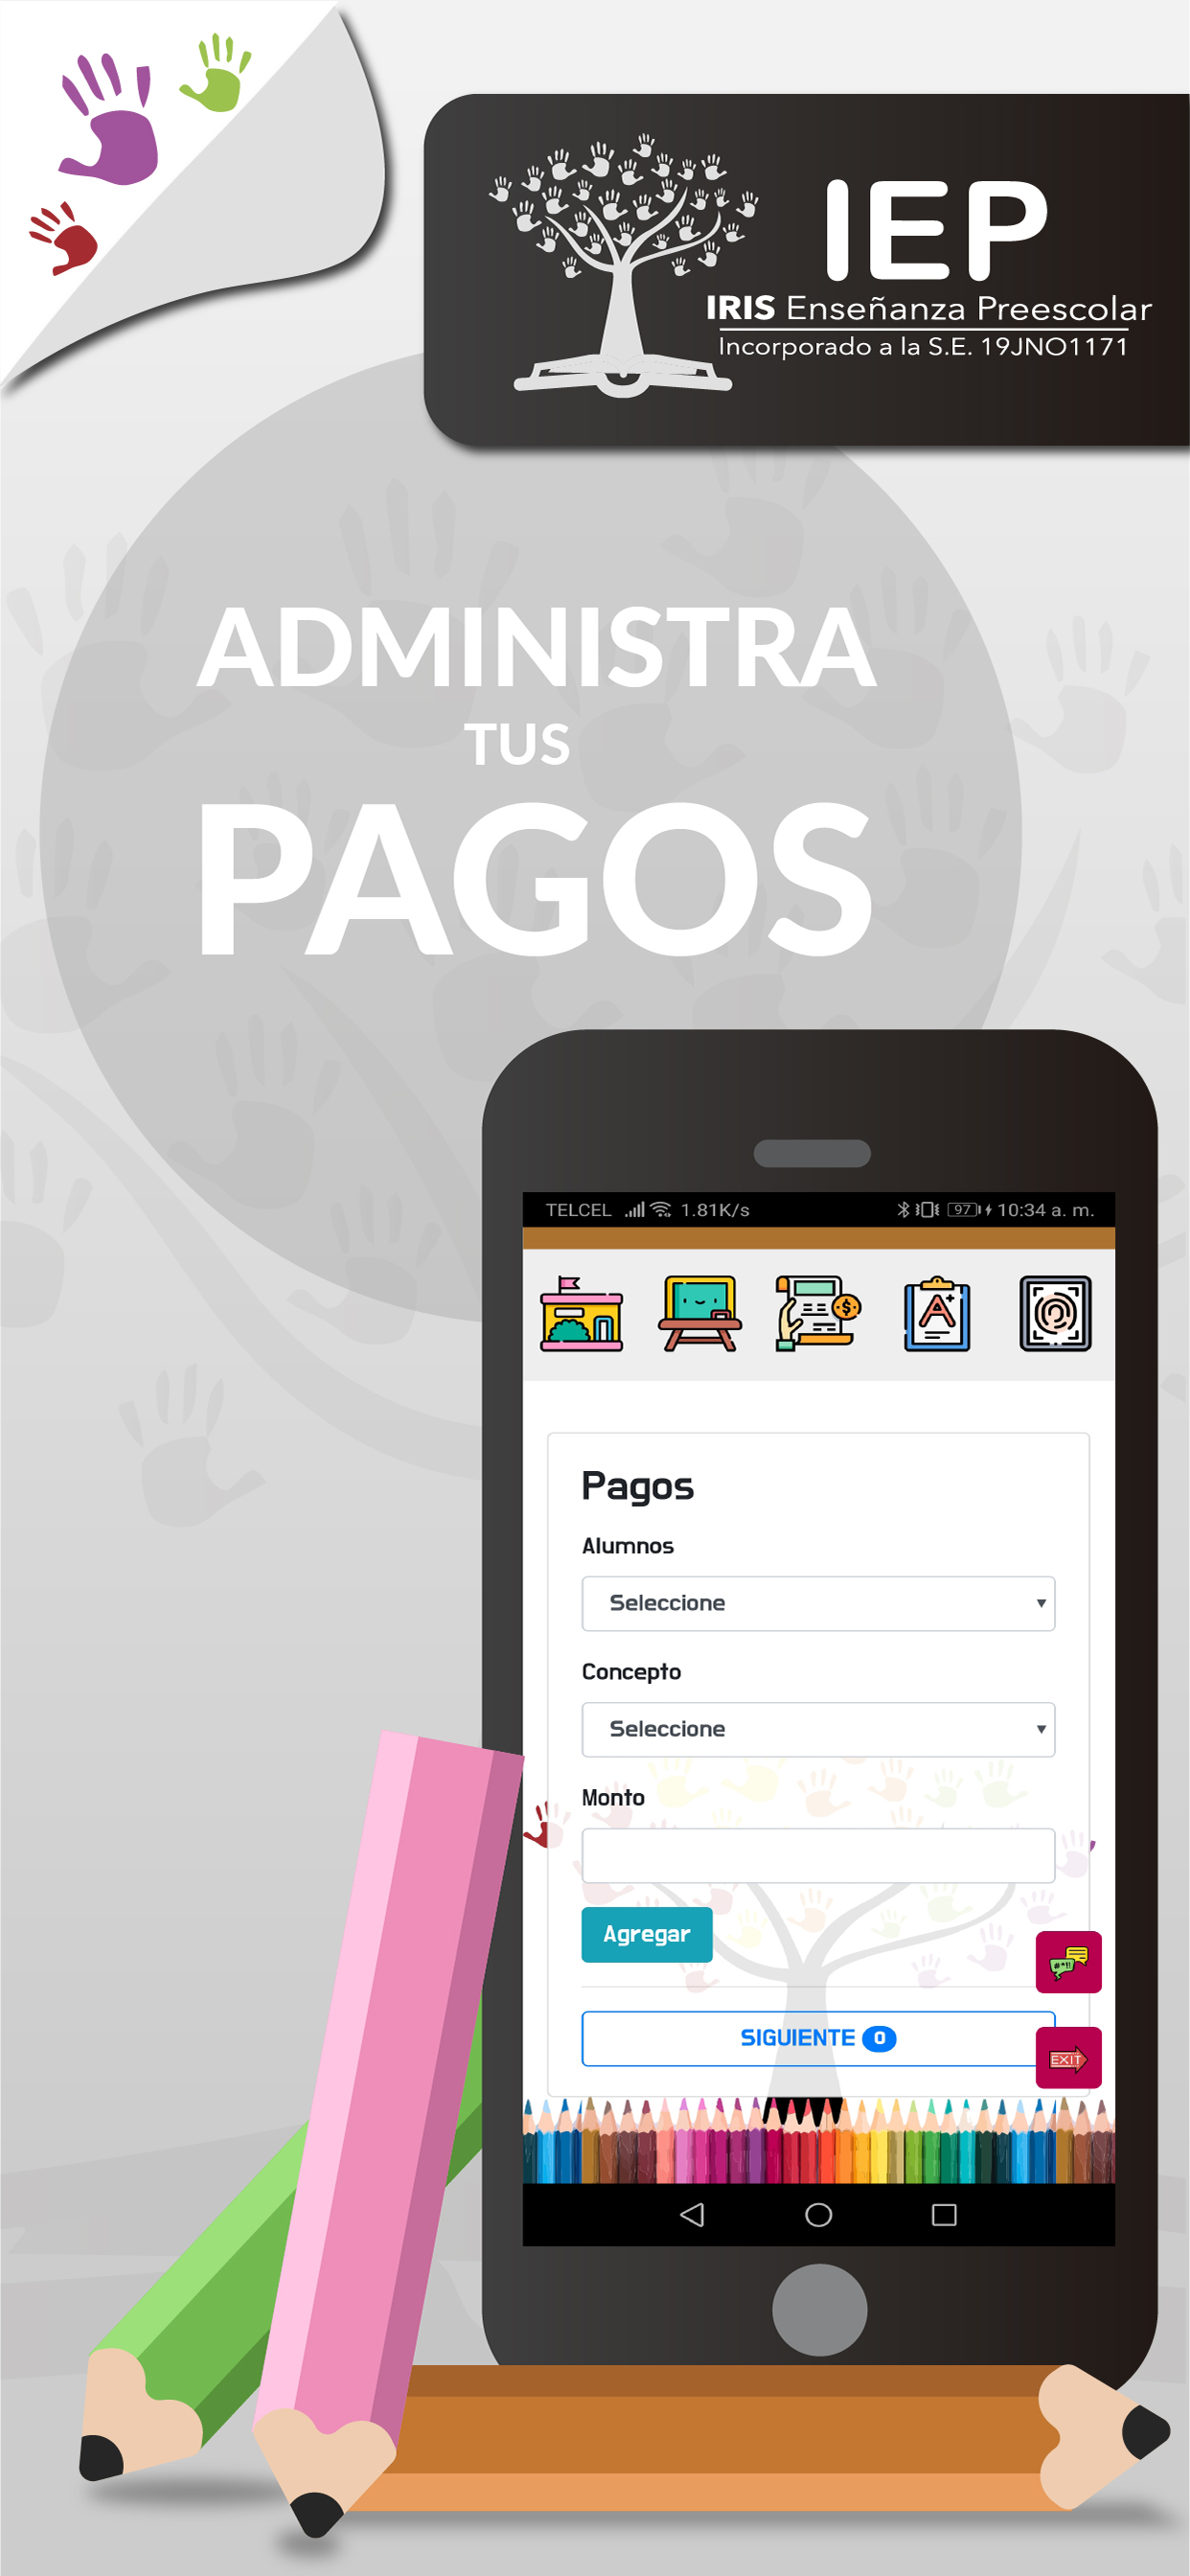 IEP
IRIS Enseñanza Preescolar
Incorporado a la S.E. 19JNO1171
ADMINISTRA
TUS
PAGOS
TELCEL 1.81K/s 97 10:34 a. m.
A+
$
Pagos
Alumnos
Seleccione
Concepto
Seleccione
Monto
Agregar
#*!!
SIGUIENTE 0
EXIT